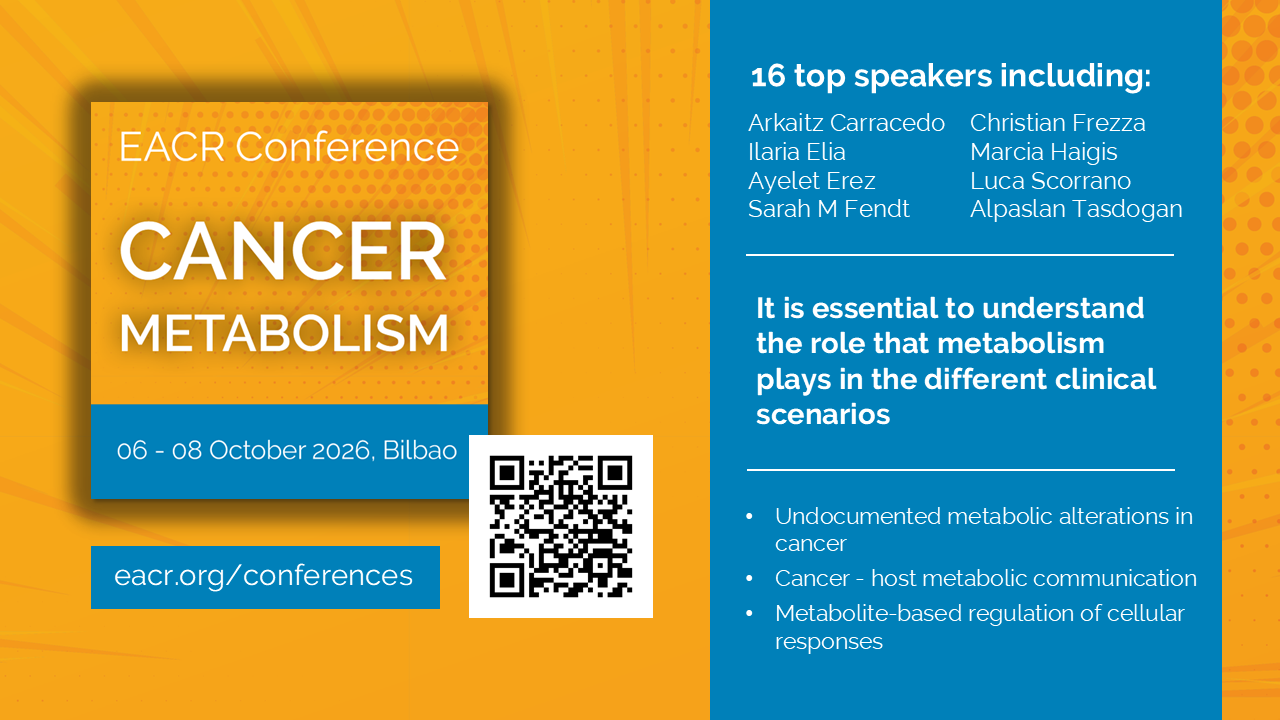 EACR Conference
CANCER
METABOLISM
06 - 08 October 2026, Bilbao
eacr.org/conferences
16 top speakers including:
Arkaitz Carracedo
Ilaria Elia
Ayelet Erez
Sarah M Fendt
Christian Frezza
Marcia Haigis
Luca Scorrano
Alpaslan Tasdogan
It is essential to understand
the role that metabolism
plays in the different clinical
scenarios
• Undocumented metabolic alterations in
cancer
• Cancer - host metabolic communication
• Metabolite-based regulation of cellular
responses